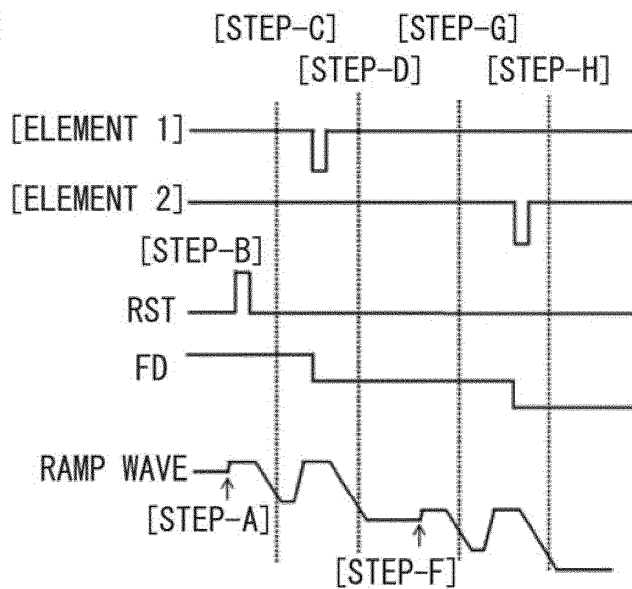 [STEP-C] [STEP-G]
[STEP-D] [STEP-H]
[ELEMENT 1]
[ELEMENT 2]
[STEP-B]
RST
FD
RAMP WAVE
[STEP-A]
[STEP-F]